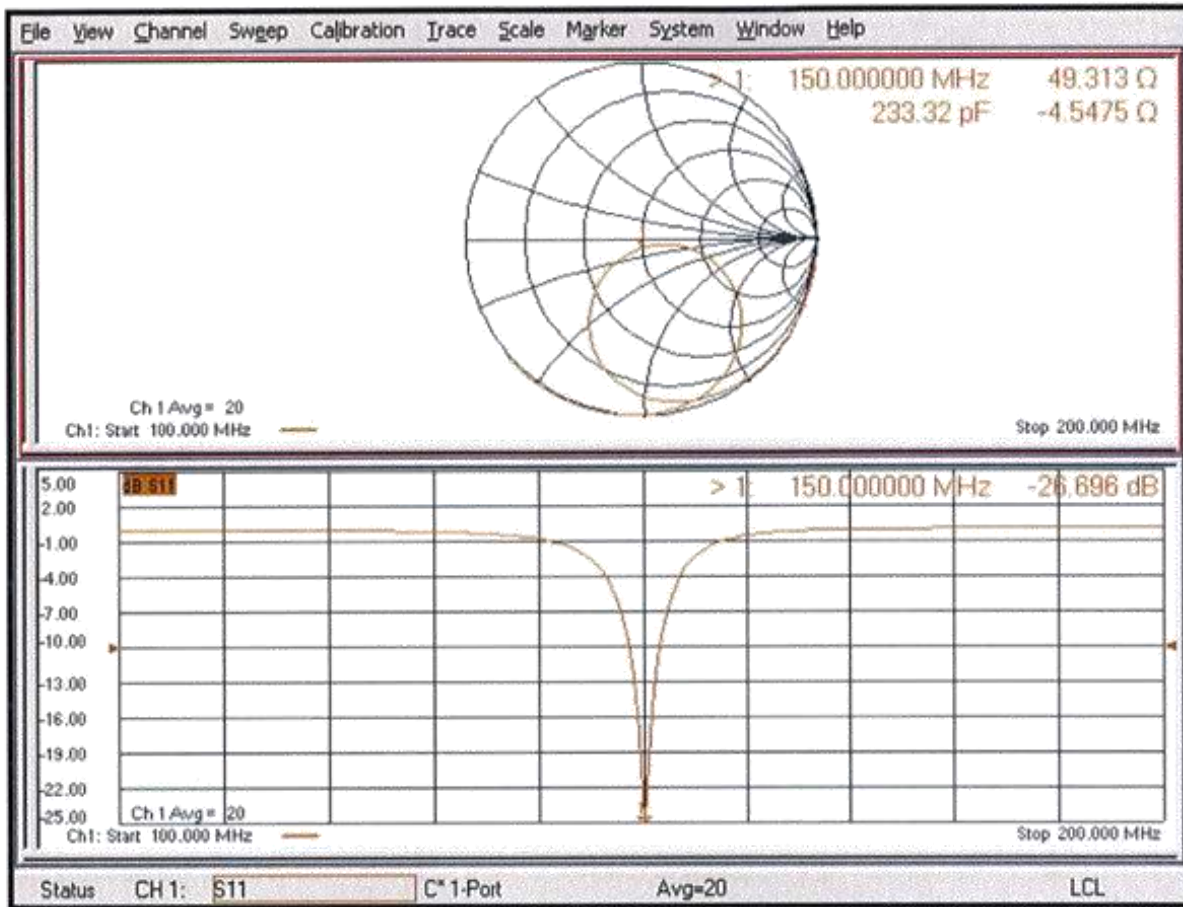 File View Channel Sweep Calibration Trace Scale Marker System Window Help
> 1: 150.000000 MHz 49.313 Ω
233.32 pF -4.5475 Ω
Ch 1 Avg = 20
Ch1: Start 100.000 MHz Stop 200.000 MHz
dB S11
> 1: 150.000000 MHz -26.696 dB
5.00
2.00
-1.00
-4.00
-7.00
-10.00
-13.00
-16.00
-19.00
-22.00
-25.00
Ch 1 Avg = 20
Ch1: Start 100.000 MHz Stop 200.000 MHz
Status CH 1: S11 C* 1-Port Avg=20 LCL